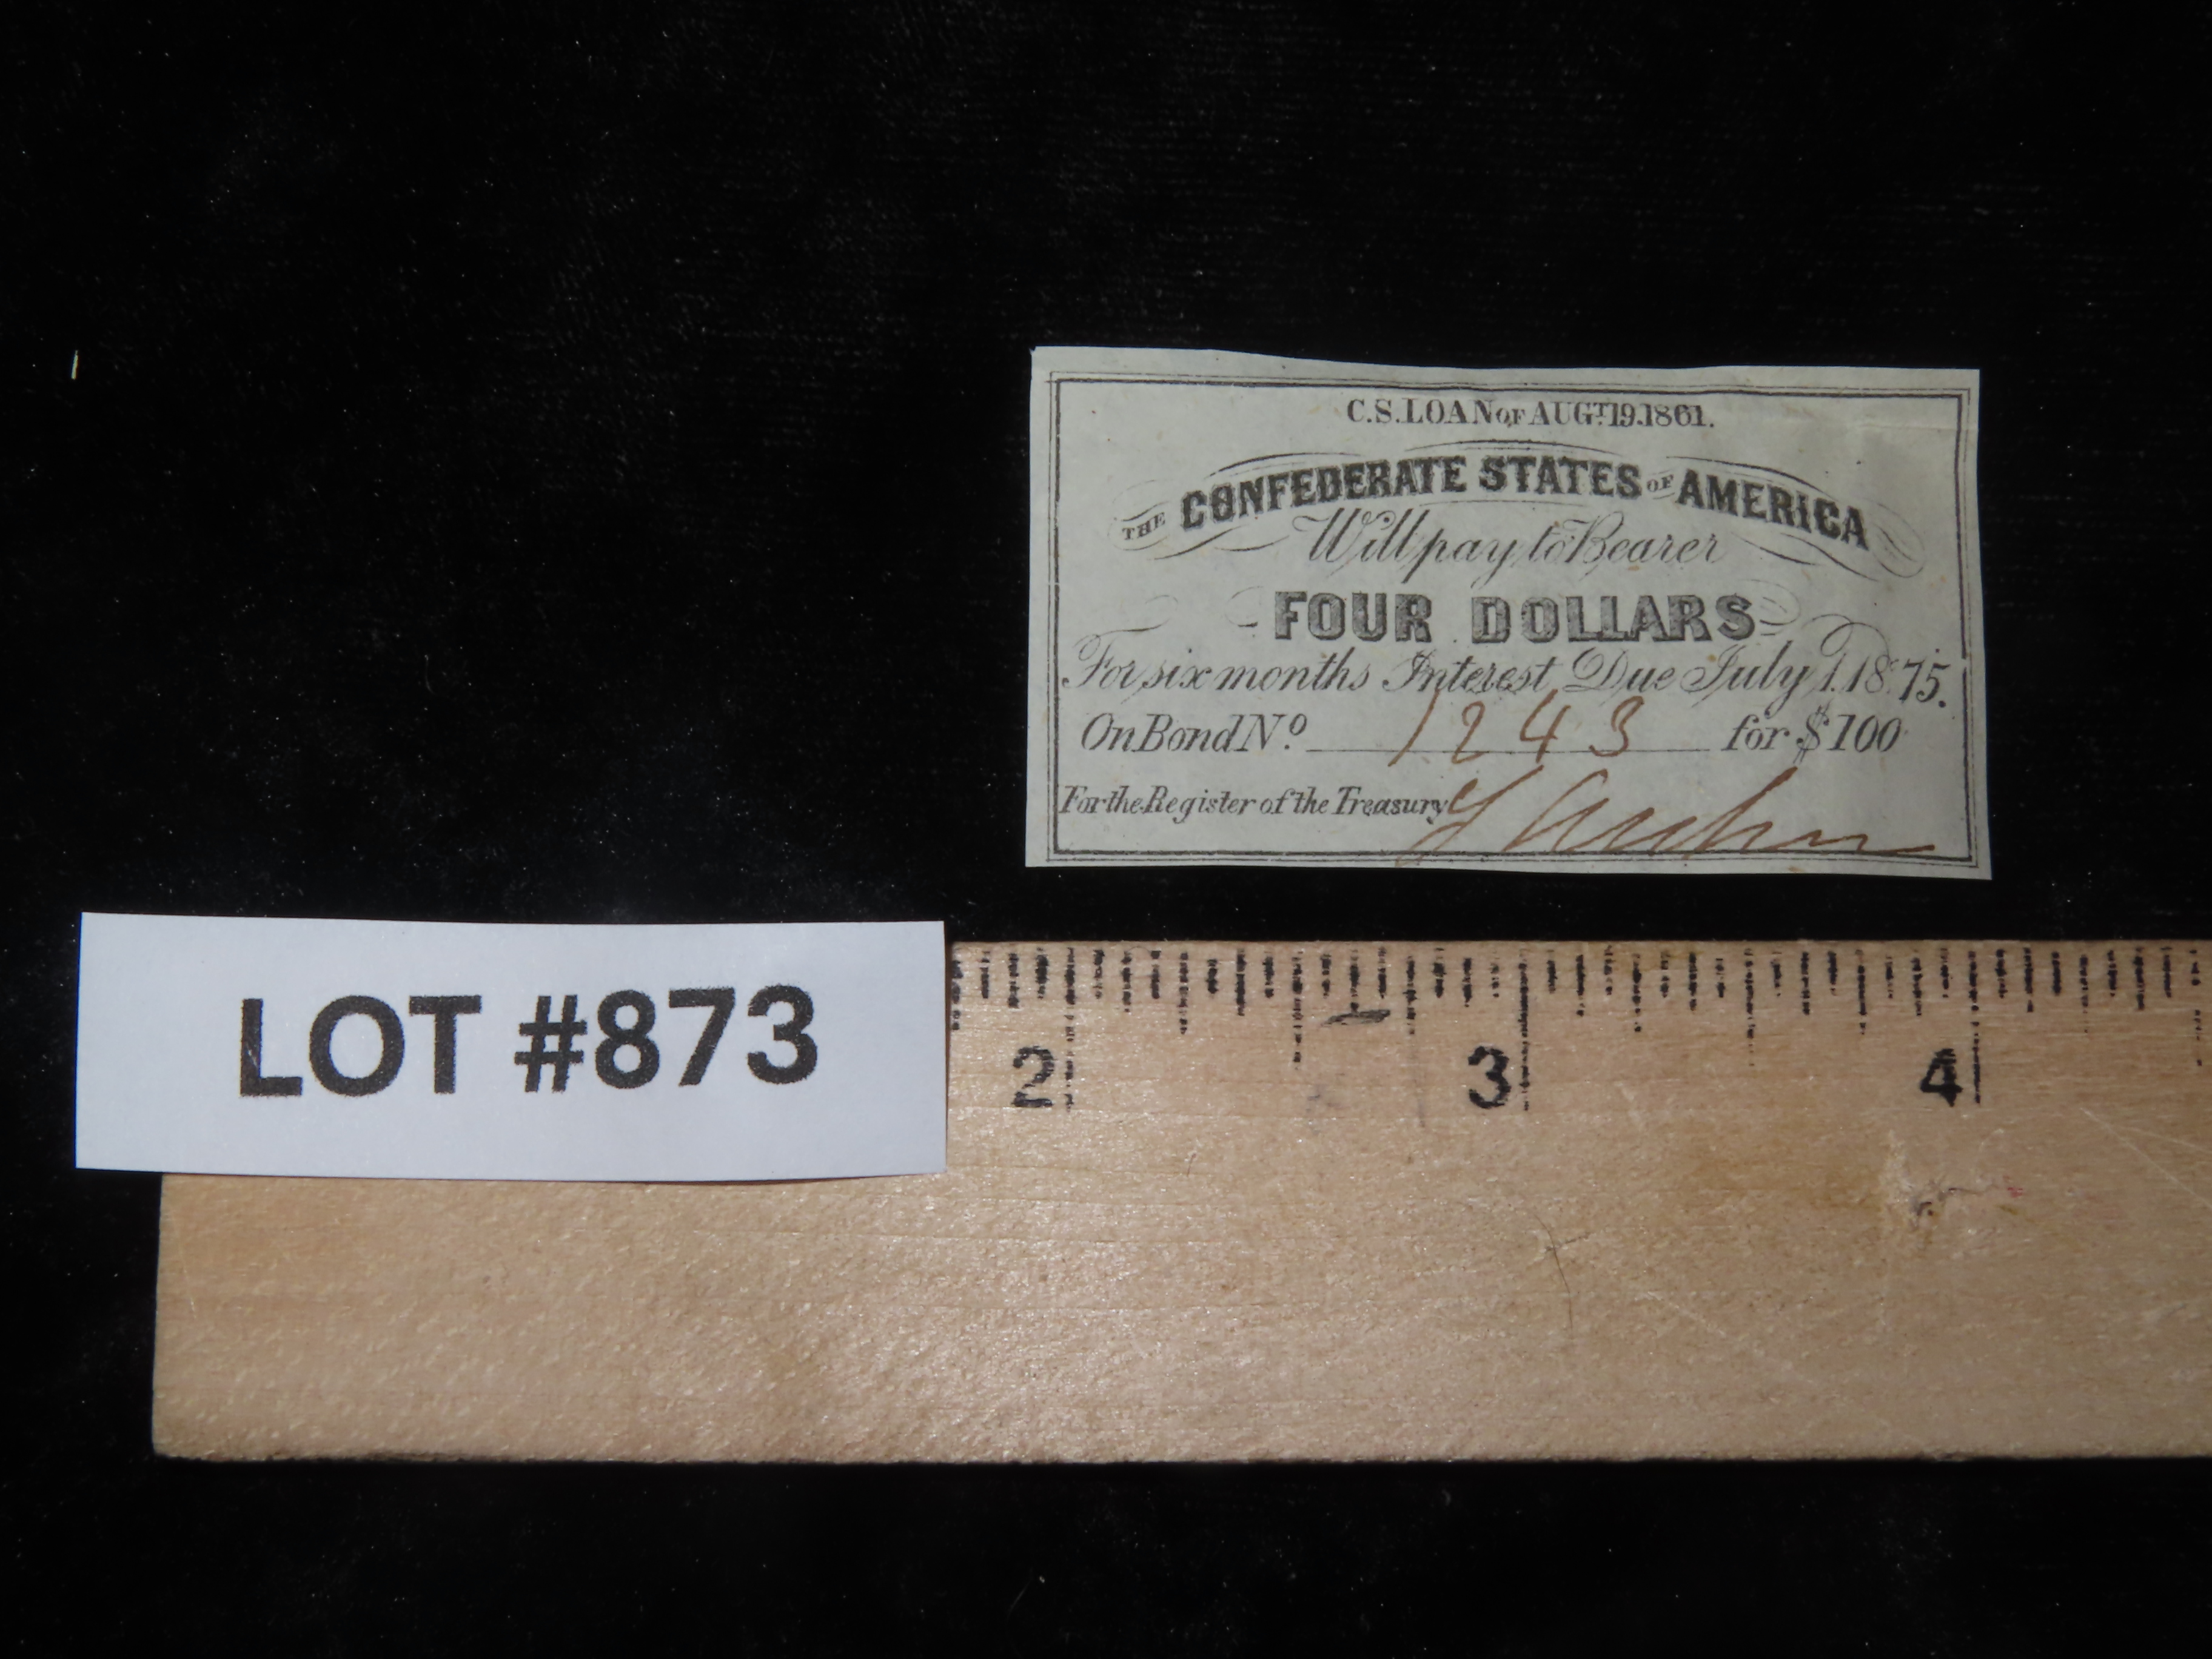 C.S. LOAN OF AUGT. 19. 1861.
THE CONFEDERATE STATES OF AMERICA
Will pay to Bearer
FOUR DOLLARS
For six months Interest Due July 1. 1875.
On Bond No. 1243 for $100
For the Register of the Treasury
LOT #873
2 3 4